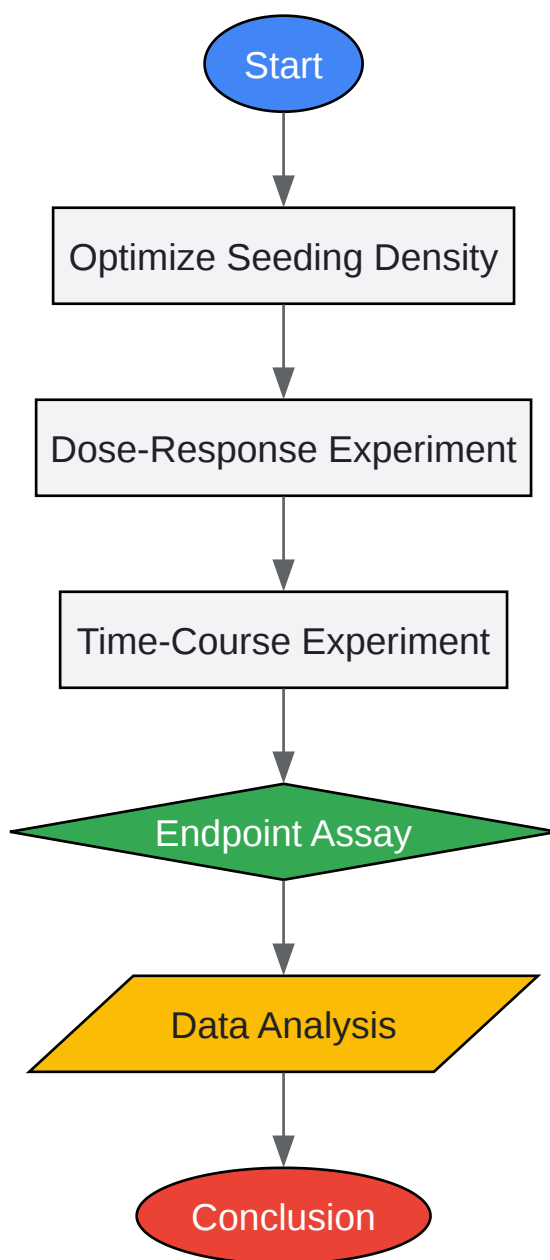 Start
Optimize Seeding Density
Dose-Response Experiment
Time-Course Experiment
Endpoint Assay
Data Analysis
Conclusion